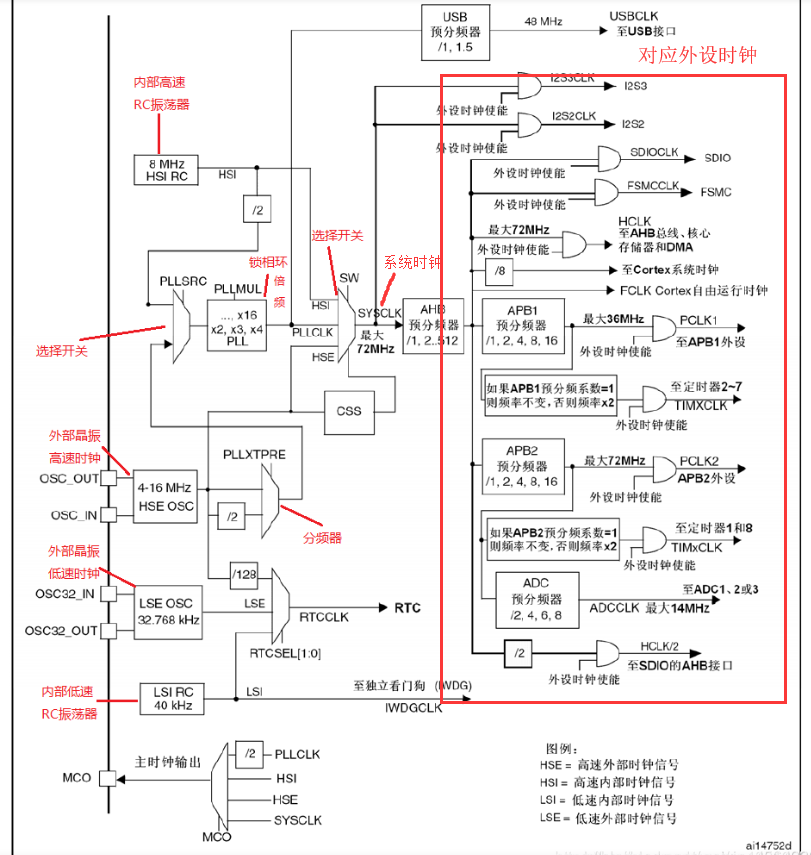 USB
预分频器
/1, 1.5
48 MHz
USBCLK
至USB接口
对应外设时钟
内部高速
RC振荡器
8 MHz
HSI RC
HSI
/2
I2S3CLK
I2S3
外设时钟使能
I2S2CLK
I2S2
外设时钟使能
SDIOCLK
SDIO
外设时钟使能
FSMCCLK
FSMC
外设时钟使能
最大72MHz
外设时钟使能
HCLK
至AHB总线、核心
存储器和DMA
/8
至Cortex系统时钟
FCLK Cortex自由运行时钟
选择开关
系统时钟
锁相环
倍
频
PLLSRC
PLLMUL
..., x16
x2, x3, x4
PLL
SW
HSI
PLLCLK
HSE
SYSCLK
最大
72MHz
AHB
预分频器
/1, 2..512
APB1
预分频器
/1, 2, 4, 8, 16
最大36MHz
外设时钟使能
PCLK1
至APB1外设
选择开关
CSS
如果APB1预分频系数=1
则频率不变, 否则频率x2
至定时器2~7
TIMXCLK
外设时钟使能
外部晶振
高速时钟
OSC_OUT
OSC_IN
4-16 MHz
HSE OSC
PLLXTPRE
/2
分频器
APB2
预分频器
/1, 2, 4, 8, 16
最大72MHz
外设时钟使能
PCLK2
APB2外设
如果APB2预分频系数=1
则频率不变, 否则频率x2
至定时器1和8
TIMxCLK
外设时钟使能
外部晶振
低速时钟
OSC32_IN
OSC32_OUT
LSE OSC
32.768 kHz
/128
LSE
RTCCLK
RTC
RTCSEL[1:0]
ADC
预分频器
/2, 4, 6, 8
至ADC1、2或3
ADCCLK 最大14MHz
/2
HCLK/2
至SDIO的AHB接口
外设时钟使能
内部低速
RC振荡器
LSI RC
40 kHz
LSI
至独立看门狗 (IWDG)
IWDGCLK
主时钟输出
MCO
/2
PLLCLK
HSI
HSE
SYSCLK
MCO
图例:
HSE = 高速外部时钟信号
HSI = 高速内部时钟信号
LSI = 低速内部时钟信号
LSE = 低速外部时钟信号
ai14752d